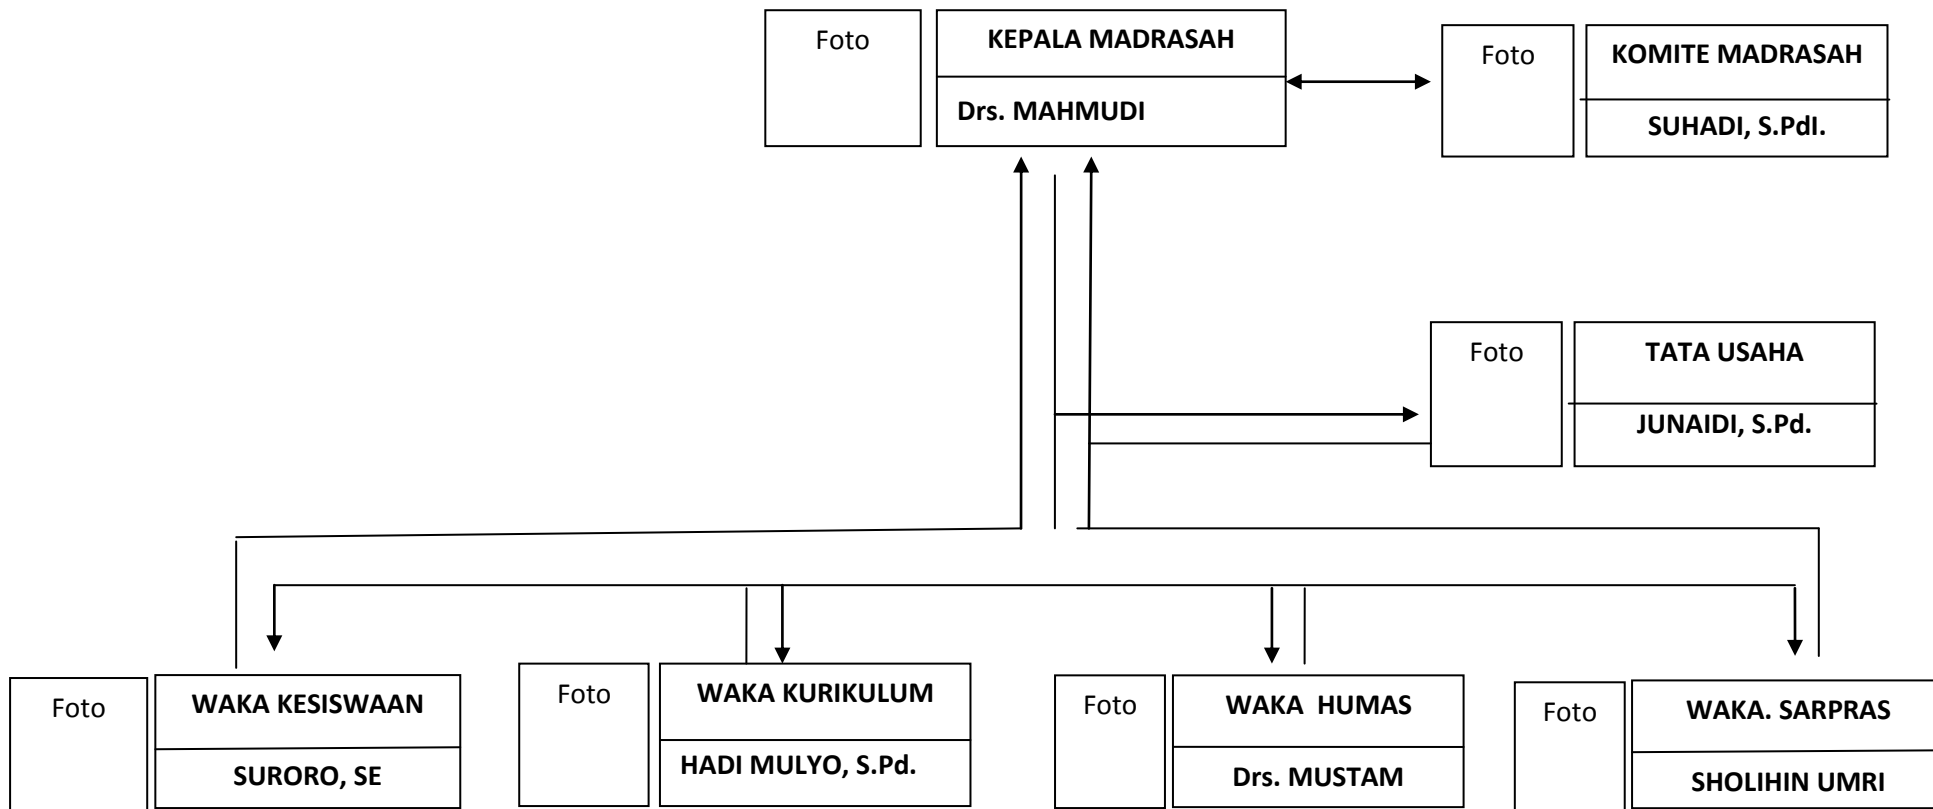 Foto
KEPALA MADRASAH
Drs. MAHMUDI
Foto
KOMITE MADRASAH
SUHADI, S.PdI.
Foto
TATA USAHA
JUNAIDI, S.Pd.
Foto
WAKA KESISWAAN
SURORO, SE
Foto
WAKA KURIKULUM
HADI MULYO, S.Pd.
Foto
WAKA  HUMAS
Drs. MUSTAM
Foto
WAKA. SARPRAS
SHOLIHIN UMRI